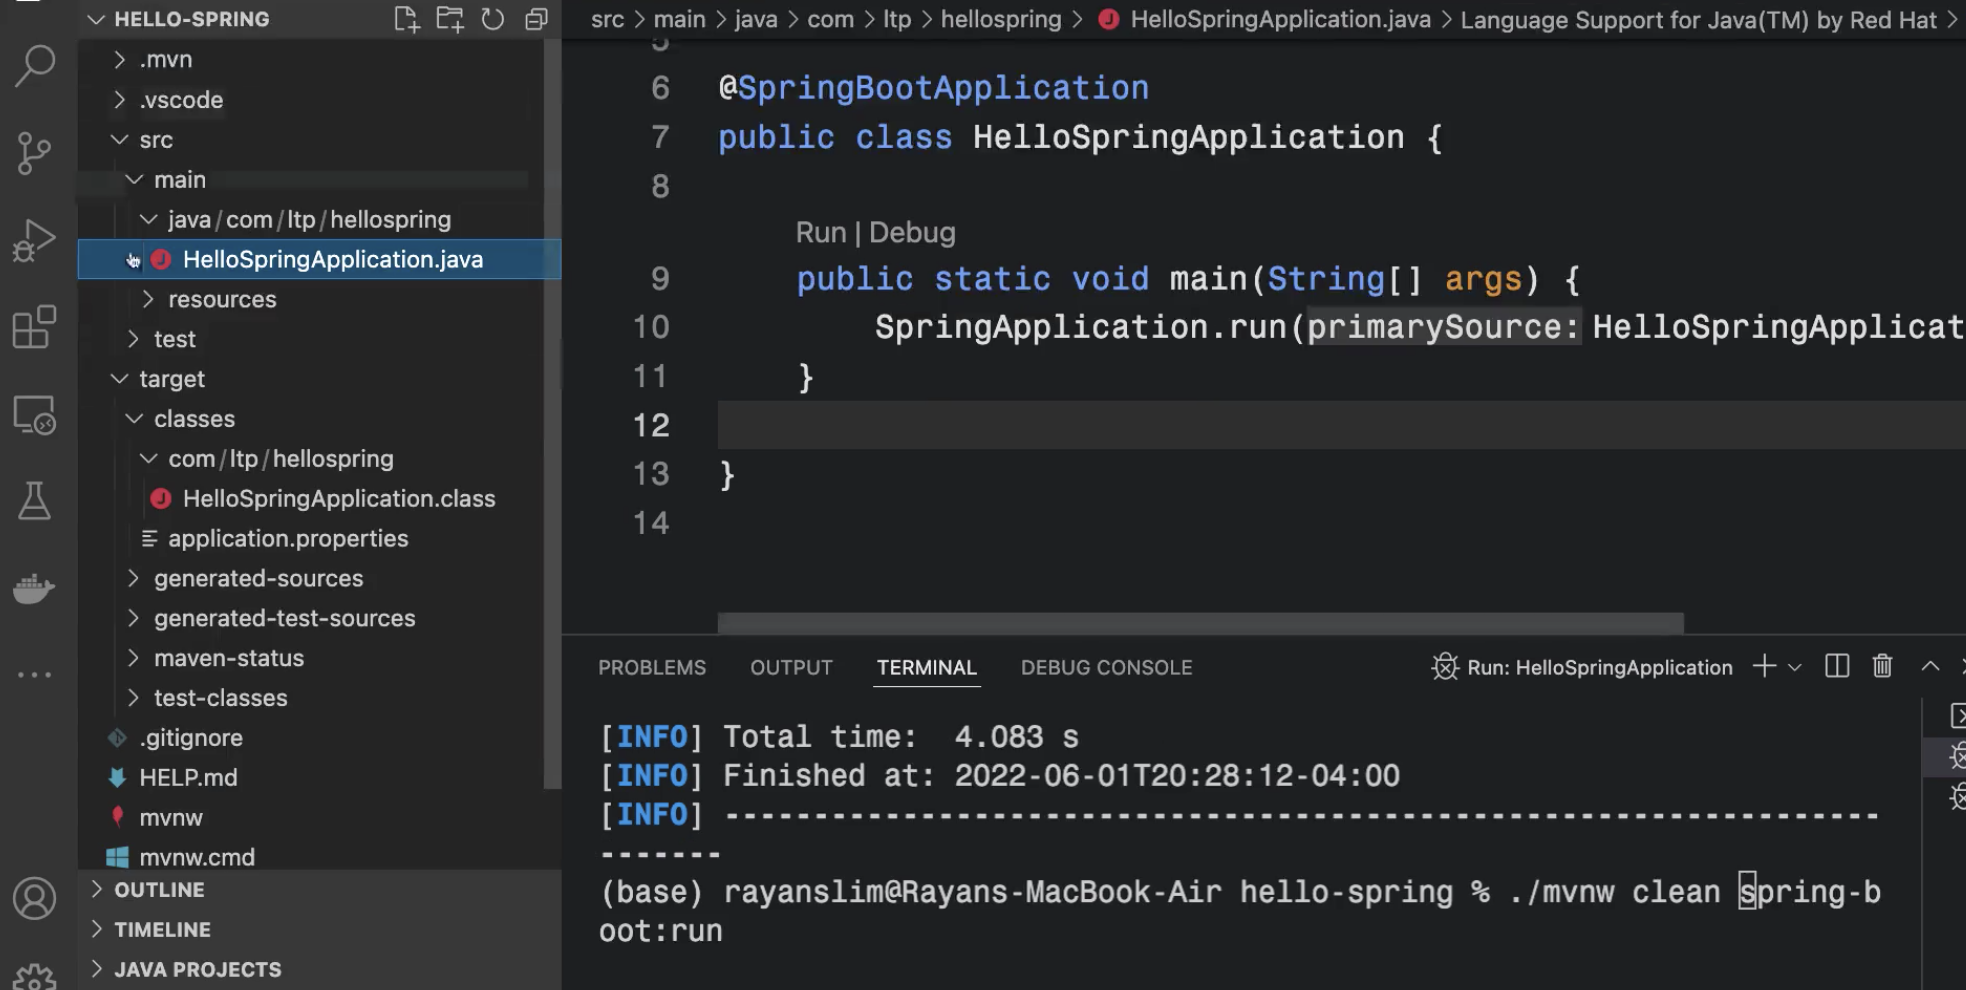 HELLO-SPRING
.mvn
.vscode
src
main
java / com / ltp / hellospring
HelloSpringApplication.java
resources
test
target
classes
com / ltp / hellospring
HelloSpringApplication.class
application.properties
generated-sources
generated-test-sources
maven-status
test-classes
.gitignore
HELP.md
mvnw
mvnw.cmd
OUTLINE
TIMELINE
JAVA PROJECTS
src > main > java > com > ltp > hellospring > HelloSpringApplication.java > Language Support for Java(TM) by Red Hat >
5
6 @SpringBootApplication
7 public class HelloSpringApplication {
8
Run | Debug
9 public static void main(String[] args) {
10 SpringApplication.run(primarySource: HelloSpringApplicat
11 }
12
13 }
14
PROBLEMS OUTPUT TERMINAL DEBUG CONSOLE Run: HelloSpringApplication
[INFO] Total time:  4.083 s
[INFO] Finished at: 2022-06-01T20:28:12-04:00
[INFO] -----------------------------------------------------------------
-------
(base) rayanslim@Rayans-MacBook-Air hello-spring % ./mvnw clean spring-b
oot:run